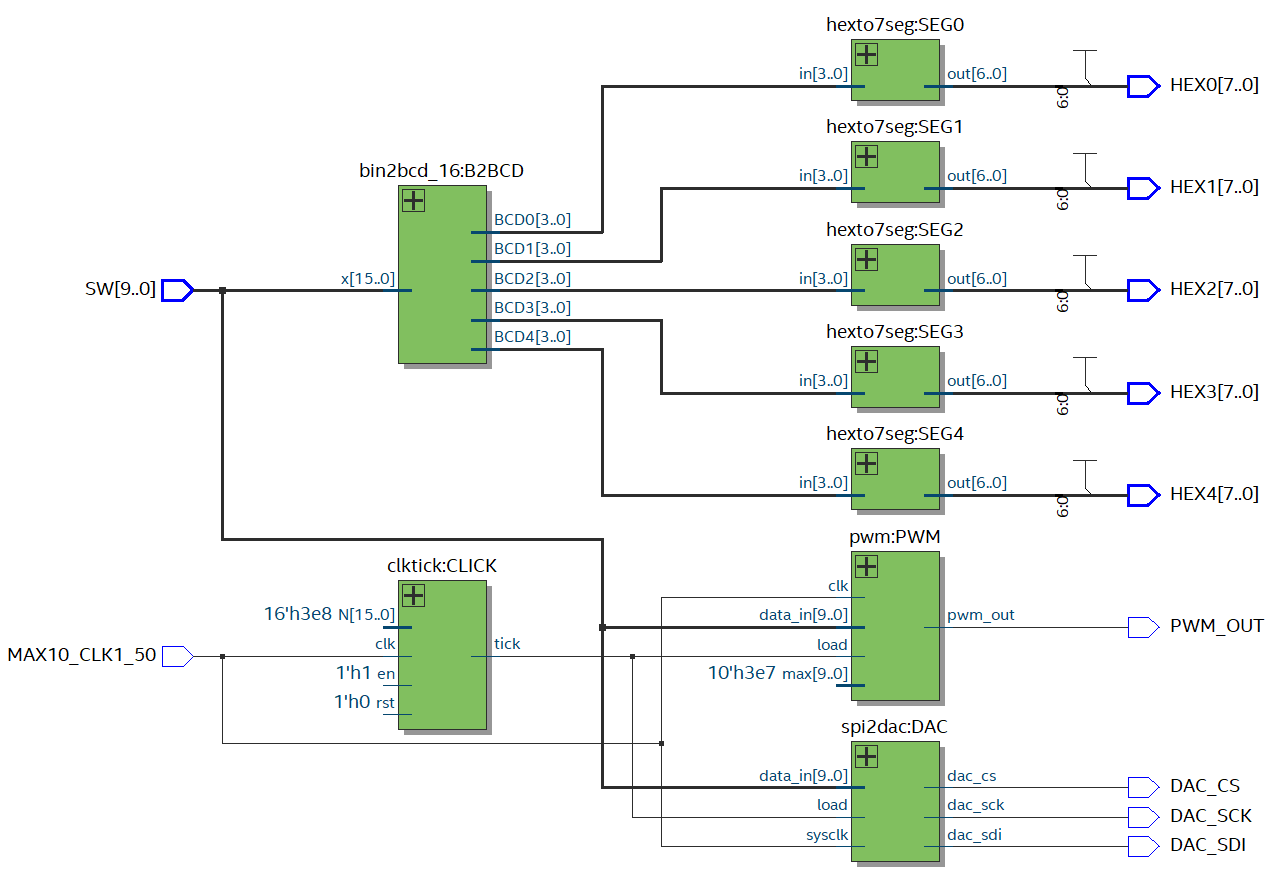 hexto7seg:SEG0
in[3..0]
out[6..0]
6:0
HEX0[7..0]
hexto7seg:SEG1
in[3..0]
out[6..0]
6:0
HEX1[7..0]
bin2bcd_16:B2BCD
SW[9..0]
x[15..0]
BCD0[3..0]
BCD1[3..0]
BCD2[3..0]
BCD3[3..0]
BCD4[3..0]
hexto7seg:SEG2
in[3..0]
out[6..0]
6:0
HEX2[7..0]
hexto7seg:SEG3
in[3..0]
out[6..0]
6:0
HEX3[7..0]
hexto7seg:SEG4
in[3..0]
out[6..0]
6:0
HEX4[7..0]
clktick:CLICK
16'h3e8 N[15..0]
MAX10_CLK1_50
clk
1'h1 en
1'h0 rst
tick
pwm:PWM
clk
data_in[9..0]
load
10'h3e7 max[9..0]
pwm_out
PWM_OUT
spi2dac:DAC
data_in[9..0]
load
sysclk
dac_cs
dac_sck
dac_sdi
DAC_CS
DAC_SCK
DAC_SDI